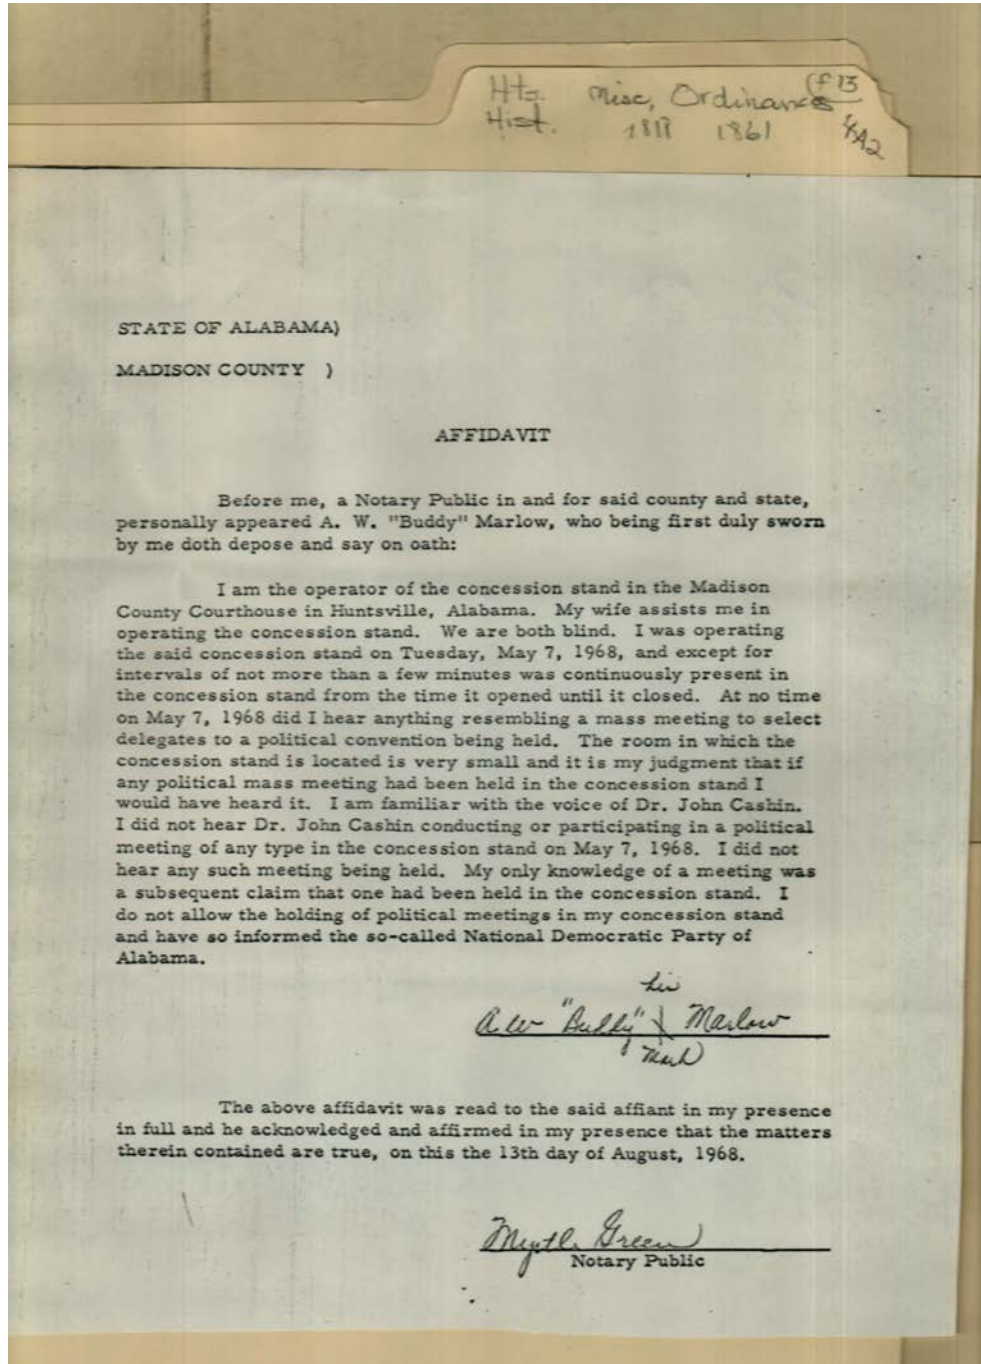 Hts. Misc, Ordinances (f 13
Hist. 1818 1861 4A2
STATE OF ALABAMA)
MADISON COUNTY )
AFFIDAVIT
Before me, a Notary Public in and for said county and state,
personally appeared A. W. "Buddy" Marlow, who being first duly sworn
by me doth depose and say on oath:
I am the operator of the concession stand in the Madison
County Courthouse in Huntsville, Alabama. My wife assists me in
operating the concession stand. We are both blind. I was operating
the said concession stand on Tuesday, May 7, 1968, and except for
intervals of not more than a few minutes was continuously present in
the concession stand from the time it opened until it closed. At no time
on May 7, 1968 did I hear anything resembling a mass meeting to select
delegates to a political convention being held. The room in which the
concession stand is located is very small and it is my judgment that if
any political mass meeting had been held in the concession stand I
would have heard it. I am familiar with the voice of Dr. John Cashin.
I did not hear Dr. John Cashin conducting or participating in a political
meeting of any type in the concession stand on May 7, 1968. I did not
hear any such meeting being held. My only knowledge of a meeting was
a subsequent claim that one had been held in the concession stand. I
do not allow the holding of political meetings in my concession stand
and have so informed the so-called National Democratic Party of
Alabama.
his
A W "Buddy" X Marlow
mark
The above affidavit was read to the said affiant in my presence
in full and he acknowledged and affirmed in my presence that the matters
therein contained are true, on this the 13th day of August, 1968.
Myrtle Green
Notary Public